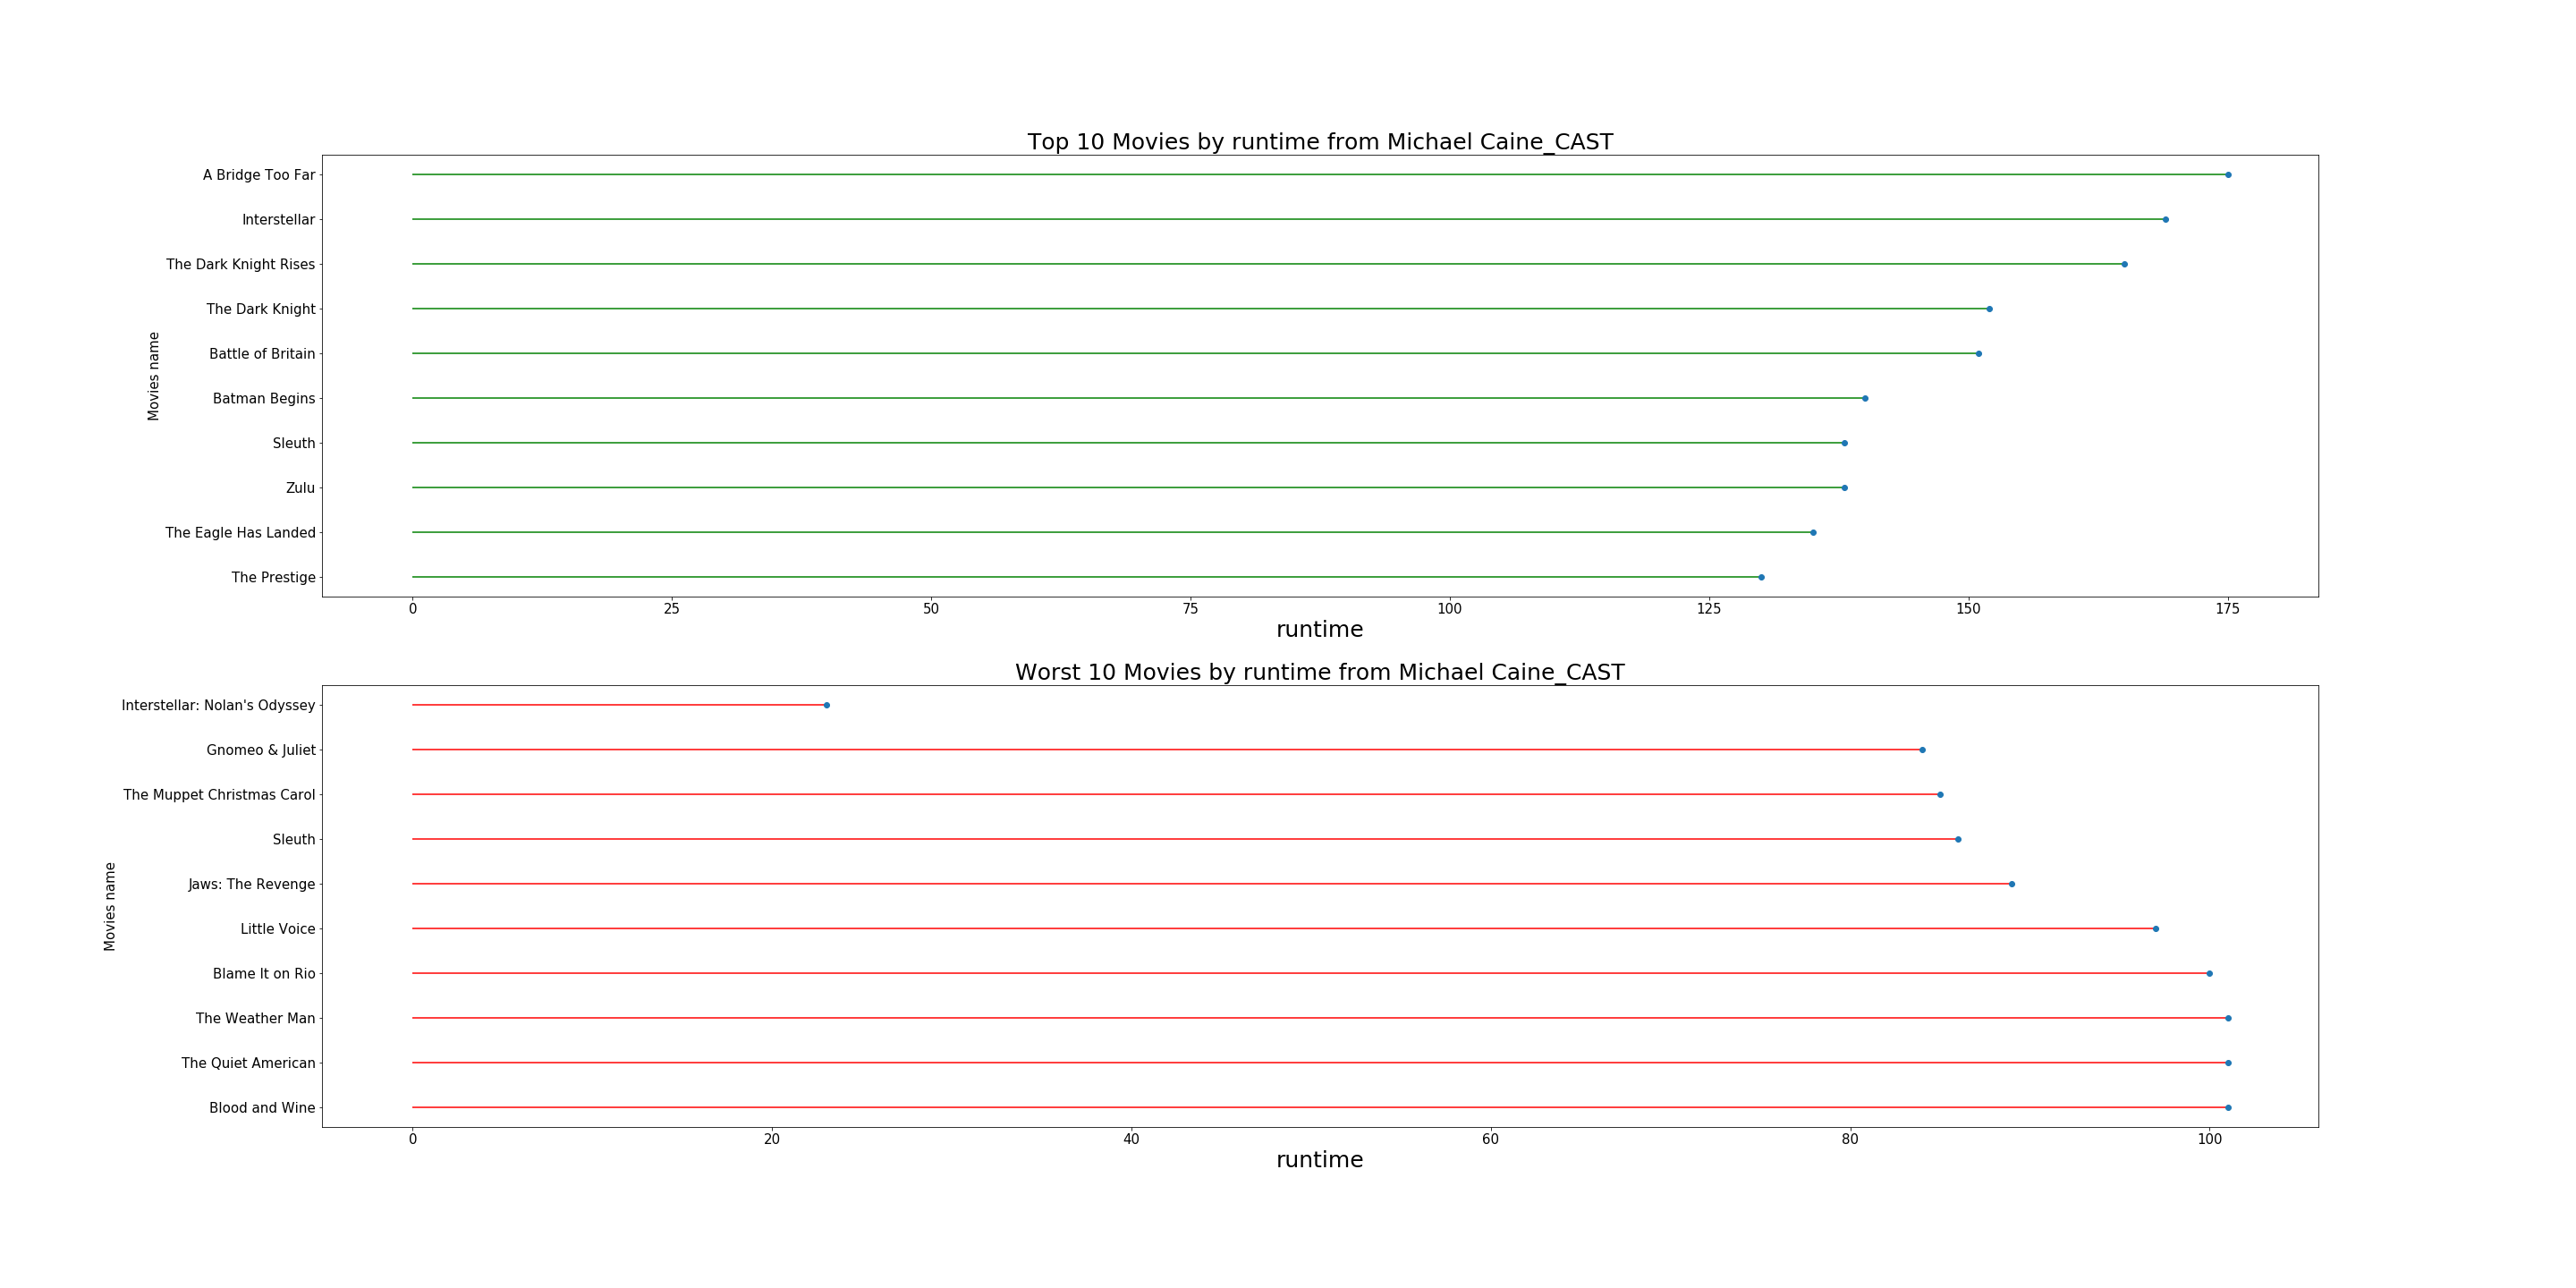 Top 10 Movies by runtime from Michael Caine_CAST
Movies name
A Bridge Too Far
Interstellar
The Dark Knight Rises
The Dark Knight
Battle of Britain
Batman Begins
Sleuth
Zulu
The Eagle Has Landed
The Prestige
0 25 50 75 100 125 150 175
runtime
Worst 10 Movies by runtime from Michael Caine_CAST
Movies name
Interstellar: Nolan's Odyssey
Gnomeo & Juliet
The Muppet Christmas Carol
Sleuth
Jaws: The Revenge
Little Voice
Blame It on Rio
The Weather Man
The Quiet American
Blood and Wine
0 20 40 60 80 100
runtime